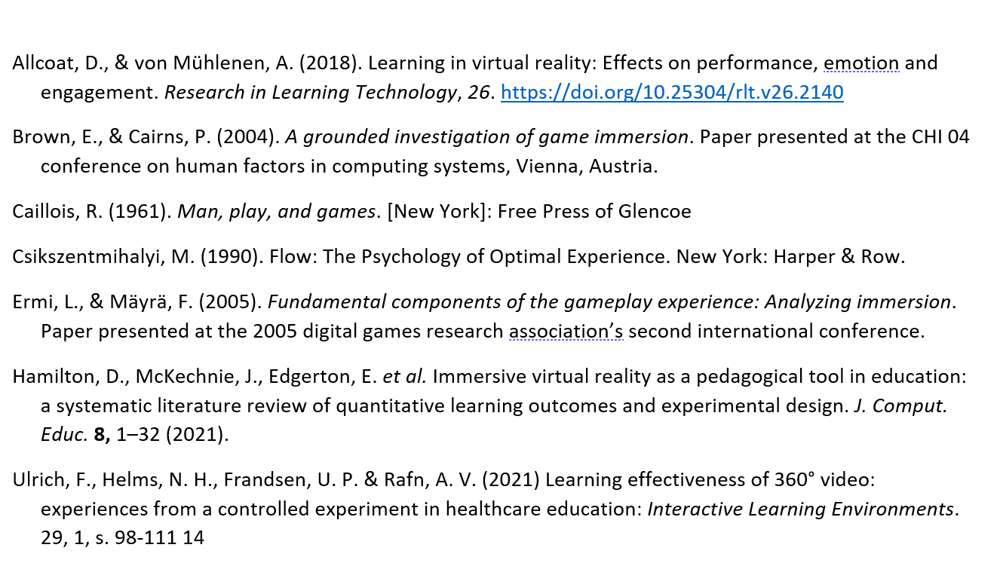 Allcoat, D., & von Mühlenen, A. (2018). Learning in virtual reality: Effects on performance, emotion and
engagement. Research in Learning Technology, 26. https://doi.org/10.25304/rlt.v26.2140
Brown, E., & Cairns, P. (2004). A grounded investigation of game immersion. Paper presented at the CHI 04
conference on human factors in computing systems, Vienna, Austria.
Caillois, R. (1961). Man, play, and games. [New York]: Free Press of Glencoe
Csikszentmihalyi, M. (1990). Flow: The Psychology of Optimal Experience. New York: Harper & Row.
Ermi, L., & Mäyrä, F. (2005). Fundamental components of the gameplay experience: Analyzing immersion.
Paper presented at the 2005 digital games research association’s second international conference.
Hamilton, D., McKechnie, J., Edgerton, E. et al. Immersive virtual reality as a pedagogical tool in education:
a systematic literature review of quantitative learning outcomes and experimental design. J. Comput.
Educ. 8, 1–32 (2021).
Ulrich, F., Helms, N. H., Frandsen, U. P. & Rafn, A. V. (2021) Learning effectiveness of 360° video:
experiences from a controlled experiment in healthcare education: Interactive Learning Environments.
29, 1, s. 98-111 14